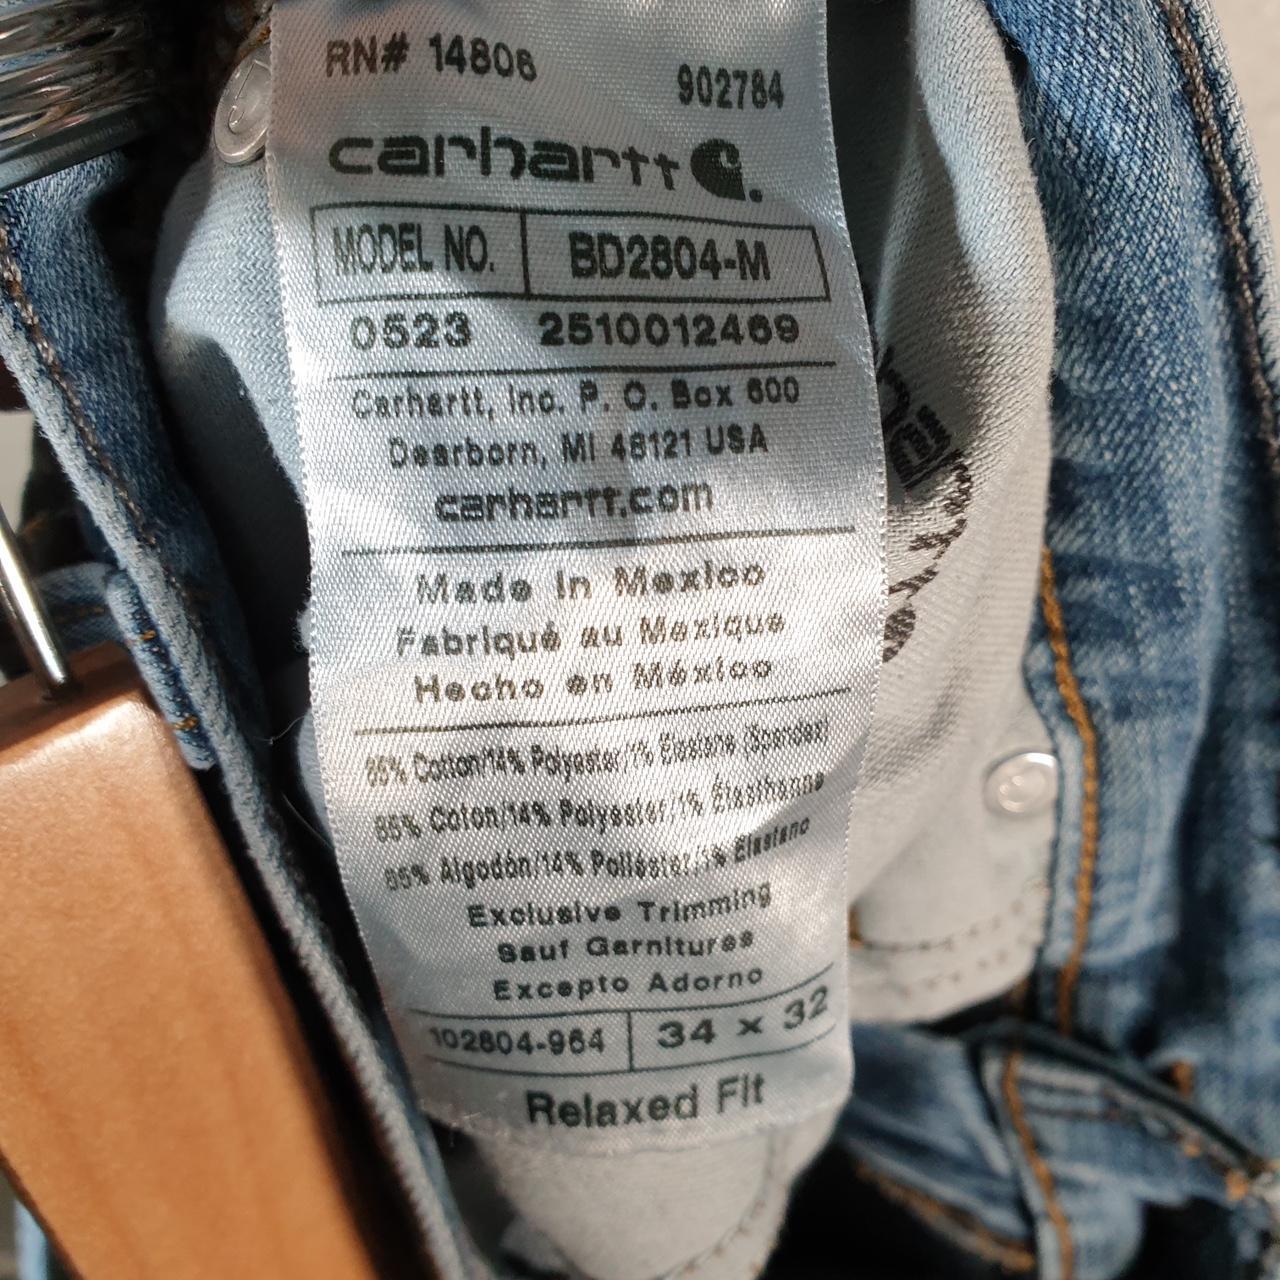 RN# 14806
902784
carhartt
MODEL NO. BD2804-M
0523 2510012469
Carhartt, Inc. P. O. Box 600
Dearborn, MI 48121 USA
carhartt.com
Made in Mexico
Fabriqué au Mexique
Hecho en México
85% Cotton/14% Polyester/1% Elastane (Spandex)
85% Coton/14% Polyester/1% Élasthanne
85% Algodón/14% Poliéster/1% Elastano
Exclusive Trimming
Sauf Garnitures
Excepto Adorno
102804-964 34 x 32
Relaxed Fit